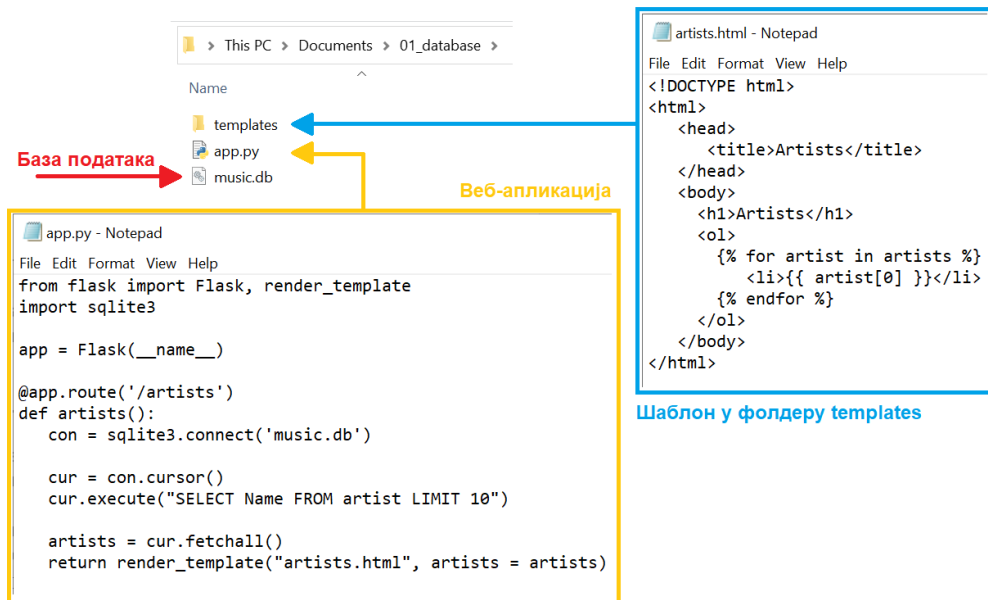 > This PC > Documents > 01_database >
Name
templates
app.py
music.db
База података
Веб-апликација
app.py - Notepad
File Edit Format View Help
from flask import Flask, render_template
import sqlite3
app = Flask(__name__)
@app.route('/artists')
def artists():
con = sqlite3.connect('music.db')
cur = con.cursor()
cur.execute("SELECT Name FROM artist LIMIT 10")
artists = cur.fetchall()
return render_template("artists.html", artists = artists)
artists.html - Notepad
File Edit Format View Help
<!DOCTYPE html>
<html>
<head>
<title>Artists</title>
</head>
<body>
<h1>Artists</h1>
<ol>
{% for artist in artists %}
<li>{{ artist[0] }}</li>
{% endfor %}
</ol>
</body>
</html>
Шаблон у фолдеру templates